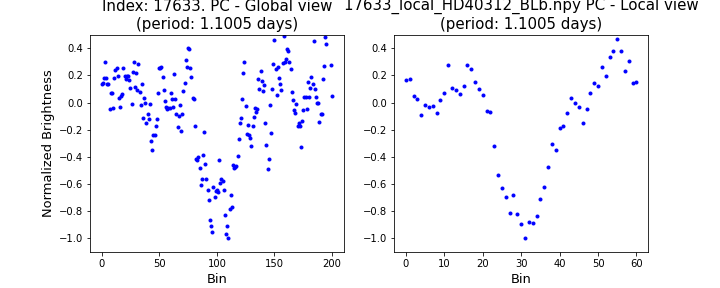 Index: 17633. PC - Global view
(period: 1.1005 days)
17633_local_HD40312_BLb.npy PC - Local view
(period: 1.1005 days)
Normalized Brightness
0.4
0.2
0.0
−0.2
−0.4
−0.6
−0.8
−1.0
0 50 100 150 200
Bin
0.4
0.2
0.0
−0.2
−0.4
−0.6
−0.8
−1.0
0 10 20 30 40 50 60
Bin